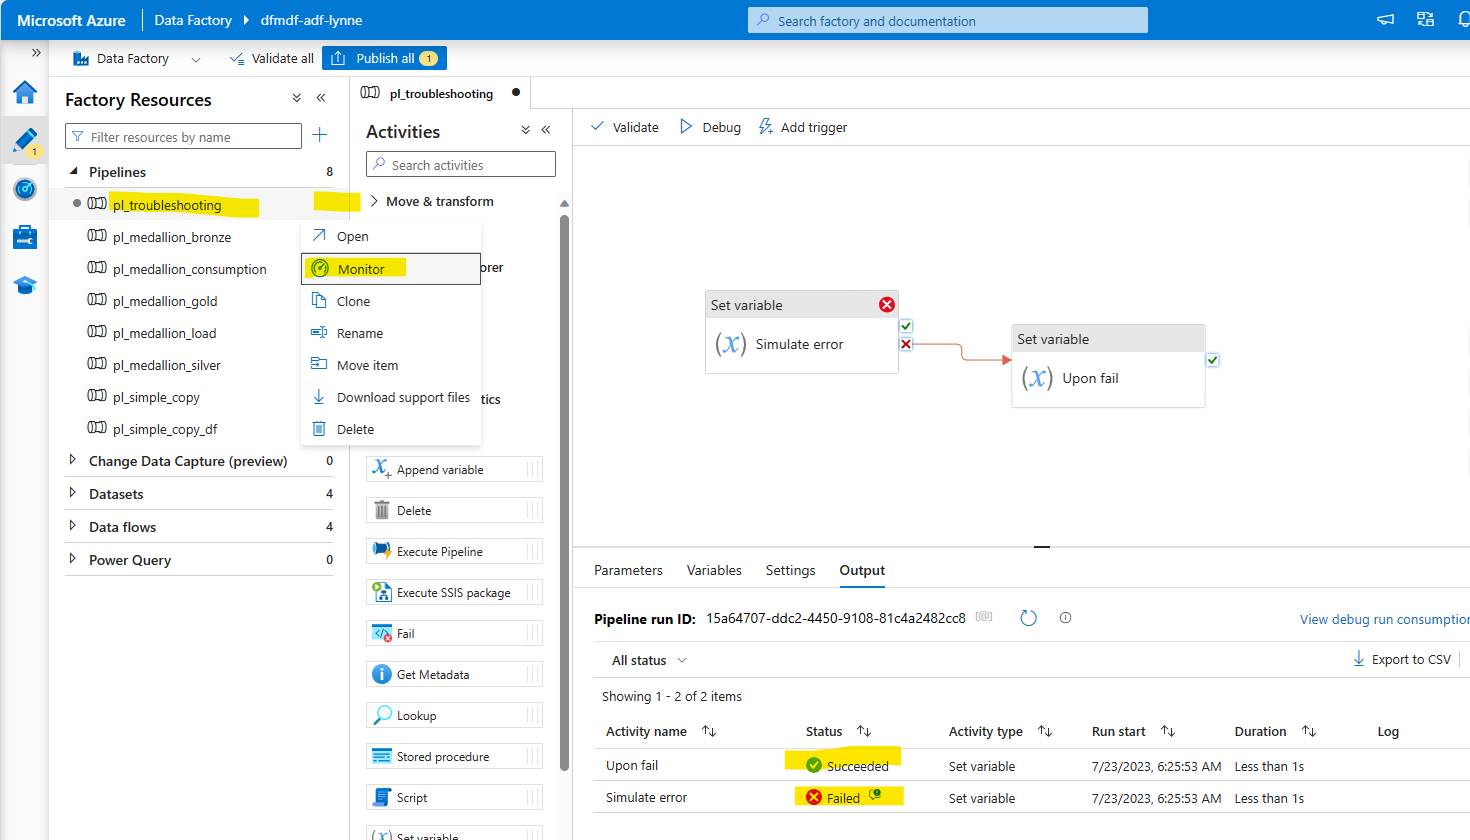 Microsoft Azure
Data Factory
dfmdf-adf-lynne
Search factory and documentation
Data Factory
Validate all
Publish all
1
Factory Resources
Filter resources by name
1
Pipelines
8
pl_troubleshooting
pl_medallion_bronze
pl_medallion_consumption
pl_medallion_gold
pl_medallion_load
pl_medallion_silver
pl_simple_copy
pl_simple_copy_df
Change Data Capture (preview)
0
Datasets
4
Data flows
4
Power Query
0
Open
Monitor
Clone
Rename
Move item
Download support files
Delete
pl_troubleshooting
Activities
Search activities
Move & transform
orer
tics
Append variable
Delete
Execute Pipeline
Execute SSIS package
Fail
Get Metadata
Lookup
Stored procedure
Script
Set variable
Validate
Debug
Add trigger
Set variable
(x)
Simulate error
Set variable
(x)
Upon fail
Parameters
Variables
Settings
Output
Pipeline run ID:
15a64707-ddc2-4450-9108-81c4a2482cc8
View debug run consumption
All status
Export to CSV
Showing 1 - 2 of 2 items
Activity name
Status
Activity type
Run start
Duration
Log
Upon fail
Succeeded
Set variable
7/23/2023, 6:25:53 AM
Less than 1s
Simulate error
Failed
Set variable
7/23/2023, 6:25:53 AM
Less than 1s